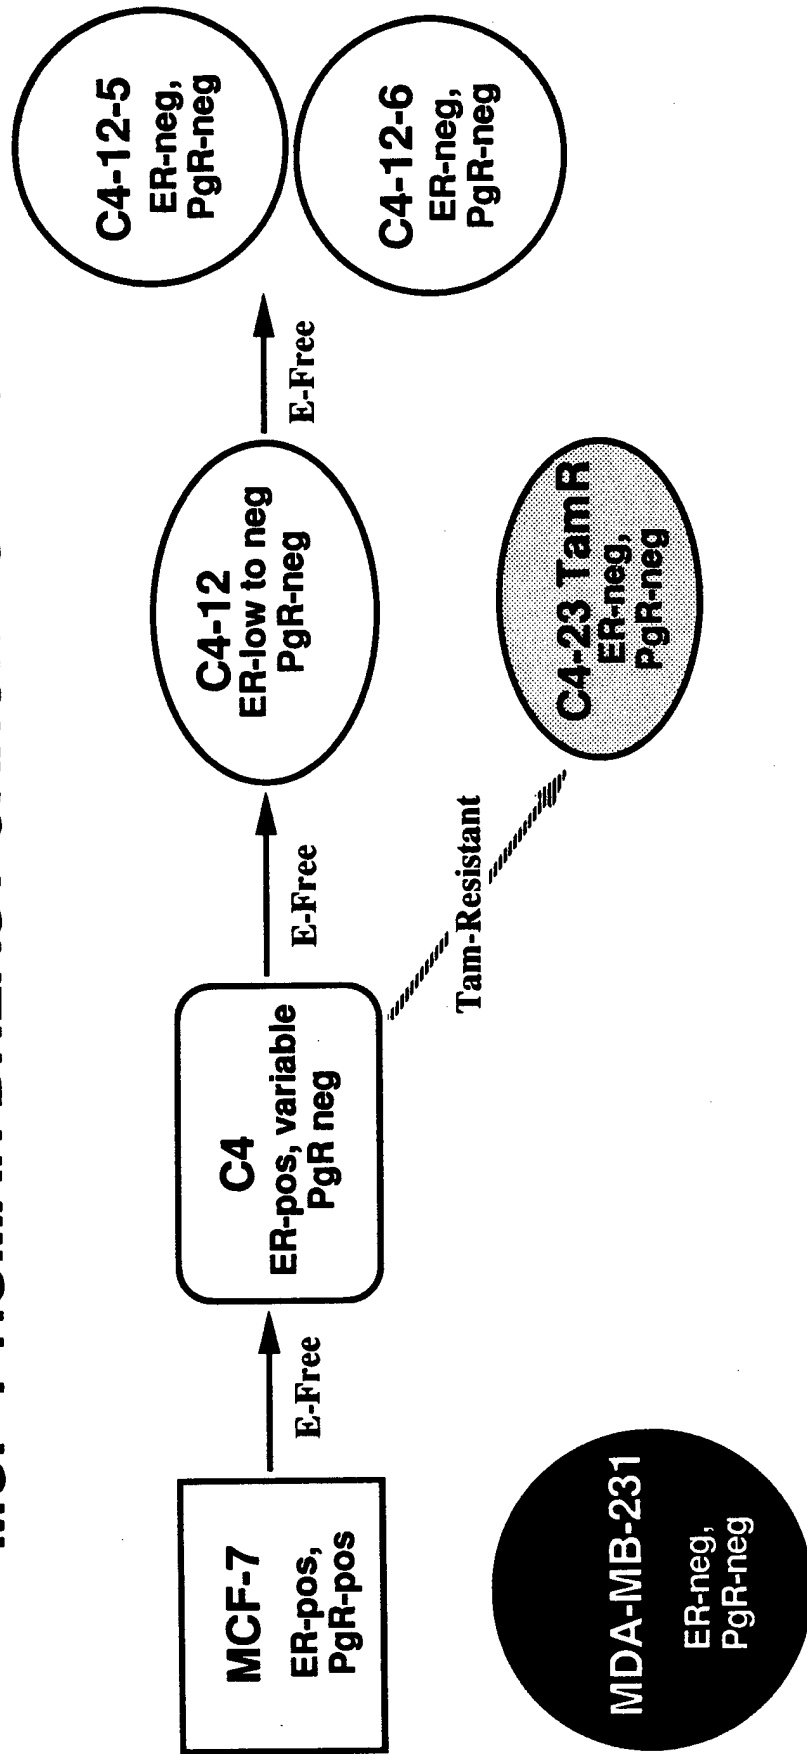 MCF-7
ER-pos,
PgR-pos
E-Free
C4
ER-pos, variable
PgR neg
E-Free
C4-12
ER-low to neg
PgR-neg
E-Free
C4-12-5
ER-neg,
PgR-neg
C4-12-6
ER-neg,
PgR-neg
Tam-Resistant
C4-23 TamR
ER-neg,
PgR-neg
MDA-MB-231
ER-neg,
PgR-neg